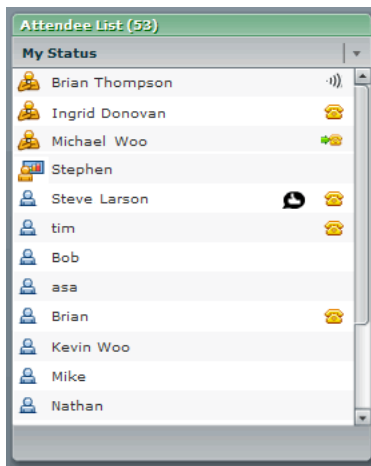 Attendee List (53)
My Status
Brian Thompson
Ingrid Donovan
Michael Woo
Stephen
Steve Larson
tim
Bob
asa
Brian
Kevin Woo
Mike
Nathan